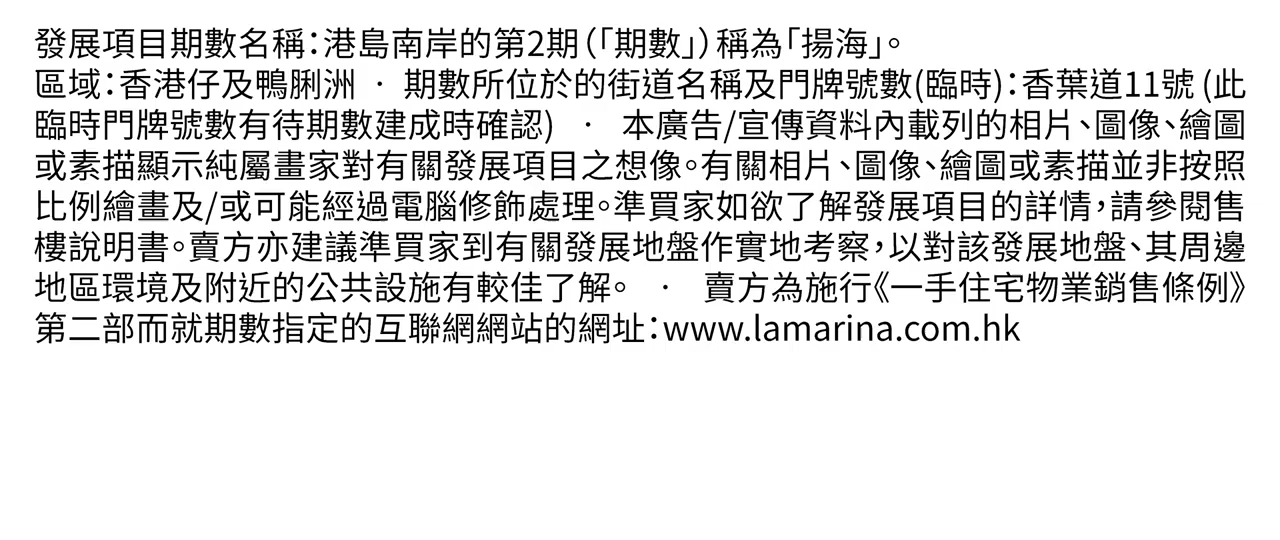 發展項目期數名稱：港島南岸的第2期（「期數」）稱為「揚海」。
區域：香港仔及鴨脷洲 · 期數所位於的街道名稱及門牌號數(臨時)：香葉道11號 (此
臨時門牌號數有待期數建成時確認) · 本廣告/宣傳資料內載列的相片、圖像、繪圖
或素描顯示純屬畫家對有關發展項目之想像。有關相片、圖像、繪圖或素描並非按照
比例繪畫及/或可能經過電腦修飾處理。準買家如欲了解發展項目的詳情，請參閱售
樓說明書。賣方亦建議準買家到有關發展地盤作實地考察，以對該發展地盤、其周邊
地區環境及附近的公共設施有較佳了解。 · 賣方為施行《一手住宅物業銷售條例》
第二部而就期數指定的互聯網網站的網址：www.lamarina.com.hk